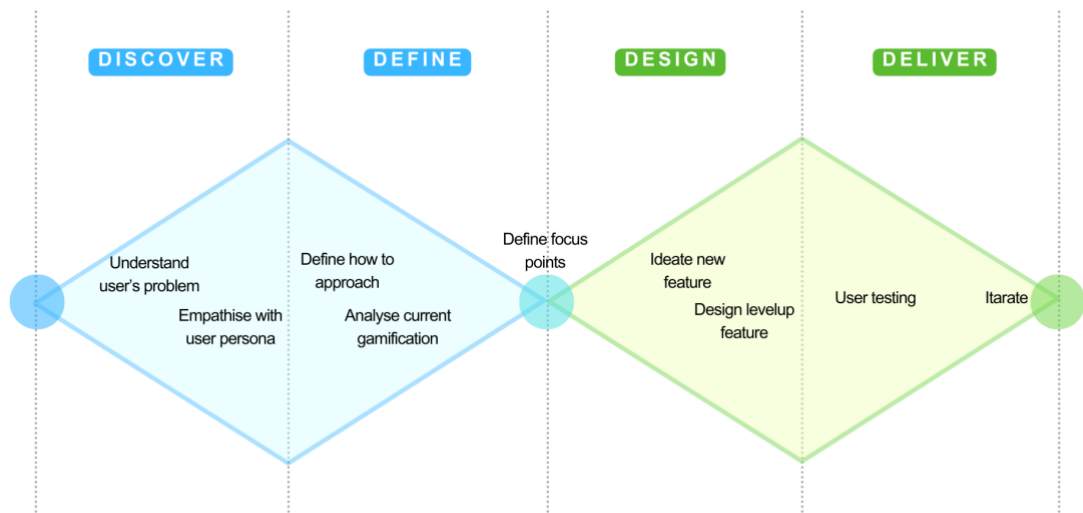 DISCOVER
DEFINE
DESIGN
DELIVER
Understand
user's problem
Empathise with
user persona
Define how to
approach
Analyse current
gamification
Define focus
points
Ideate new
feature
Design levelup
feature
User testing
Itarate